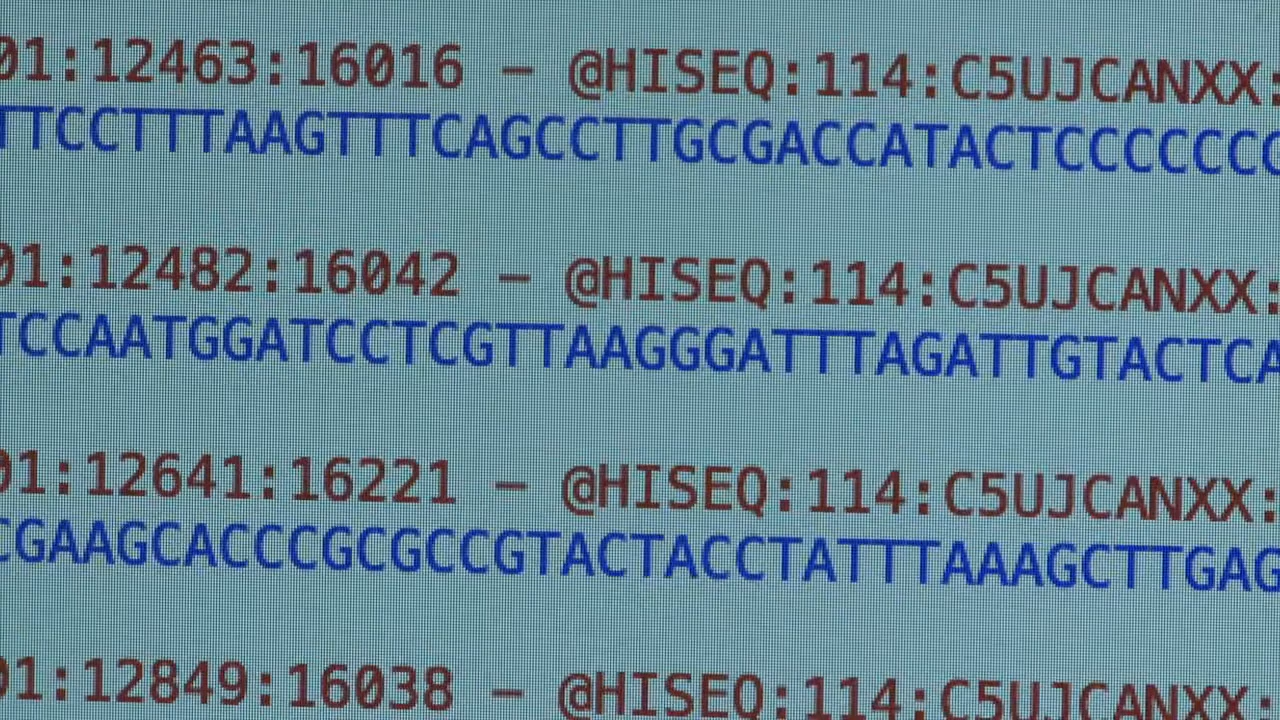 01:12463:16016 – @HISEQ:114:C5UJCANXX:
TTCCTTTAAGTTTCAGCCTTGCGACCATACTCCCCCCC
01:12482:16042 – @HISEQ:114:C5UJCANXX:
TCCAATGGATCCTCGTTAAGGGATTTAGATTGTACTCA
01:12641:16221 – @HISEQ:114:C5UJCANXX:
CGAAGCACCCGCGCCGTACTACCTATTTAAAGCTTGAG
01:12849:16038 – @HISEQ:114:C5UJCANXX: